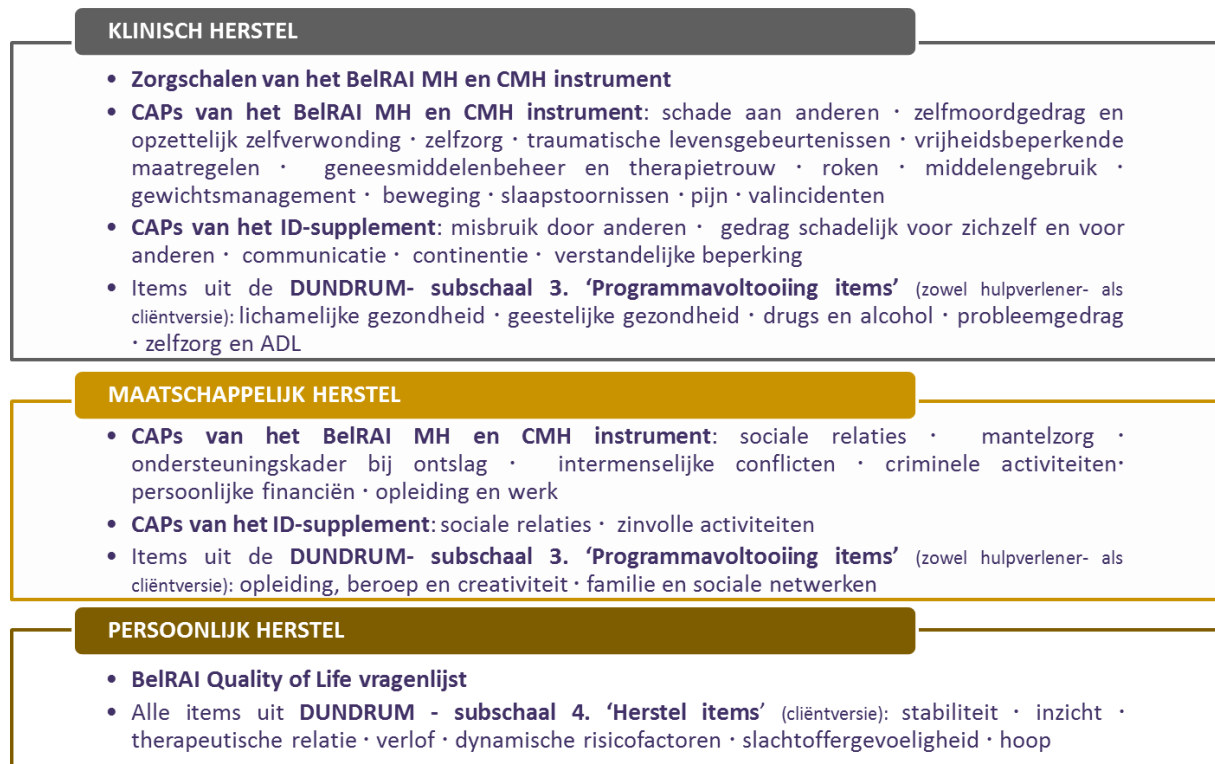 KLINISCH HERSTEL
• Zorgschalen van het BelRAI MH en CMH instrument
• CAPs van het BelRAI MH en CMH instrument: schade aan anderen · zelfmoordgedrag en
opzettelijk zelfverwonding · zelfzorg · traumatische levensgebeurtenissen · vrijheidsbeperkende
maatregelen · geneesmiddelenbeheer en therapietrouw · roken · middelengebruik ·
gewichtsmanagement · beweging · slaapstoornissen · pijn · valincidenten
• CAPs van het ID-supplement: misbruik door anderen · gedrag schadelijk voor zichzelf en voor
anderen · communicatie · continentie · verstandelijke beperking
• Items uit de DUNDRUM- subschaal 3. ‘Programmavoltooiing items’ (zowel hulpverlener- als
cliëntversie): lichamelijke gezondheid · geestelijke gezondheid · drugs en alcohol · probleemgedrag
· zelfzorg en ADL
MAATSCHAPPELIJK HERSTEL
• CAPs van het BelRAI MH en CMH instrument: sociale relaties · mantelzorg ·
ondersteuningskader bij ontslag · intermenselijke conflicten · criminele activiteiten·
persoonlijke financiën · opleiding en werk
• CAPs van het ID-supplement: sociale relaties · zinvolle activiteiten
• Items uit de DUNDRUM- subschaal 3. ‘Programmavoltooiing items’ (zowel hulpverlener- als
cliëntversie): opleiding, beroep en creativiteit · familie en sociale netwerken
PERSOONLIJK HERSTEL
• BelRAI Quality of Life vragenlijst
• Alle items uit DUNDRUM - subschaal 4. ‘Herstel items’ (cliëntversie): stabiliteit · inzicht ·
therapeutische relatie · verlof · dynamische risicofactoren · slachtoffergevoeligheid · hoop